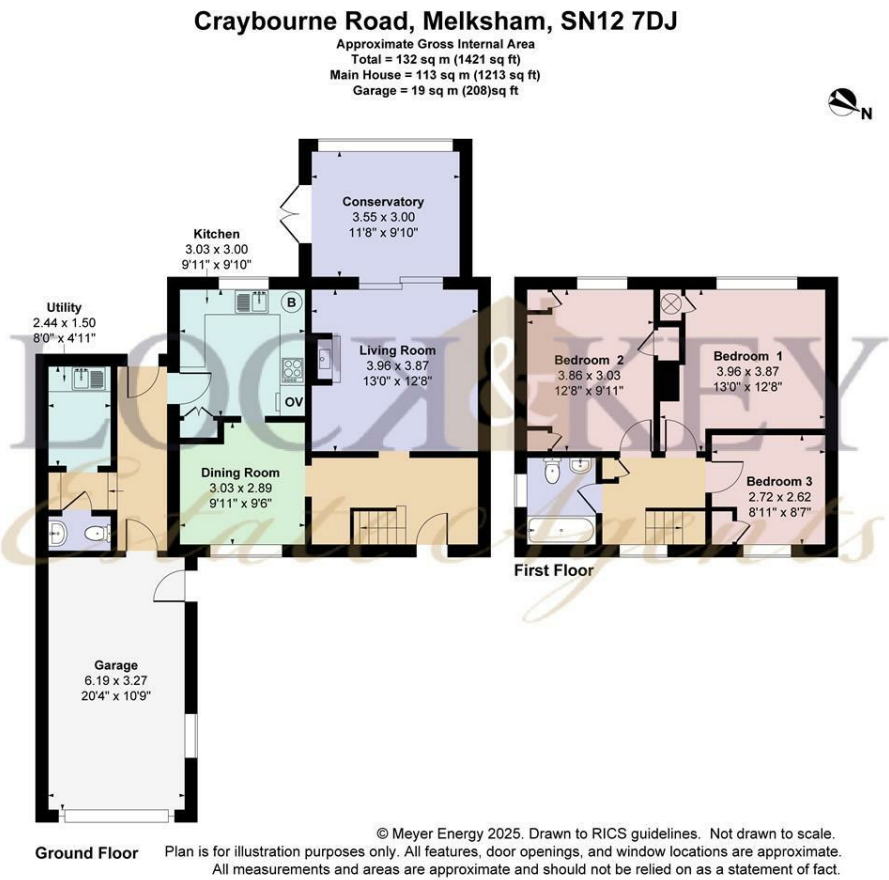 Craybourne Road, Melksham, SN12 7DJ
Approximate Gross Internal Area
Total = 132 sq m (1421 sq ft)
Main House = 113 sq m (1213 sq ft)
Garage = 19 sq m (208)sq ft
N
Conservatory
3.55 x 3.00
11'8" x 9'10"
Kitchen
3.03 x 3.00
9'11" x 9'10"
B
OV
Utility
2.44 x 1.50
8'0" x 4'11"
Living Room
3.96 x 3.87
13'0" x 12'8"
Dining Room
3.03 x 2.89
9'11" x 9'6"
Garage
6.19 x 3.27
20'4" x 10'9"
Bedroom 2
3.86 x 3.03
12'8" x 9'11"
Bedroom 1
3.96 x 3.87
13'0" x 12'8"
Bedroom 3
2.72 x 2.62
8'11" x 8'7"
First Floor
LOCK & KEY
Estate Agents
Ground Floor
© Meyer Energy 2025. Drawn to RICS guidelines. Not drawn to scale.
Plan is for illustration purposes only. All features, door openings, and window locations are approximate.
All measurements and areas are approximate and should not be relied on as a statement of fact.